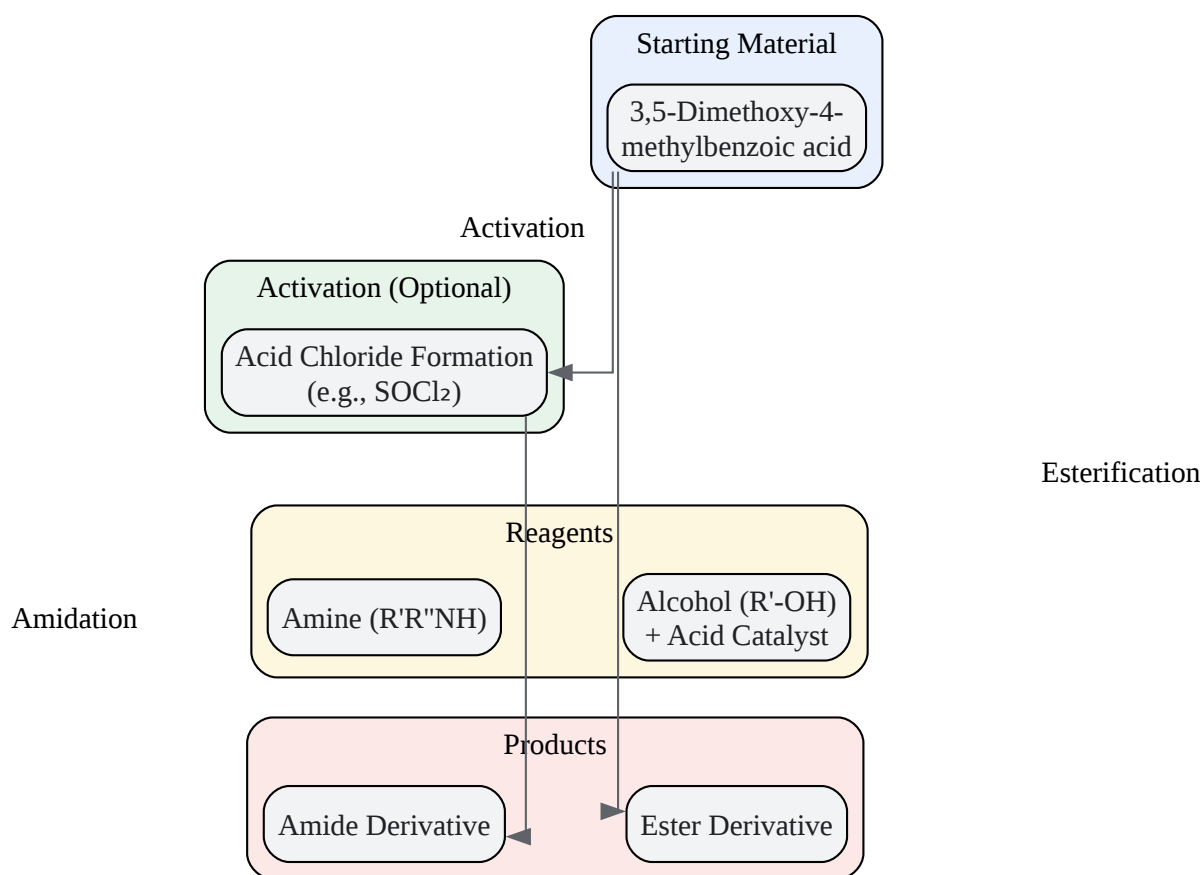 Starting Material
3,5-Dimethoxy-4-
methylbenzoic acid
Activation
Activation (Optional)
Acid Chloride Formation
(e.g., SOCl₂)
Esterification
Reagents
Amine (R'R''NH)
Alcohol (R'-OH)
+ Acid Catalyst
Amidation
Products
Amide Derivative
Ester Derivative